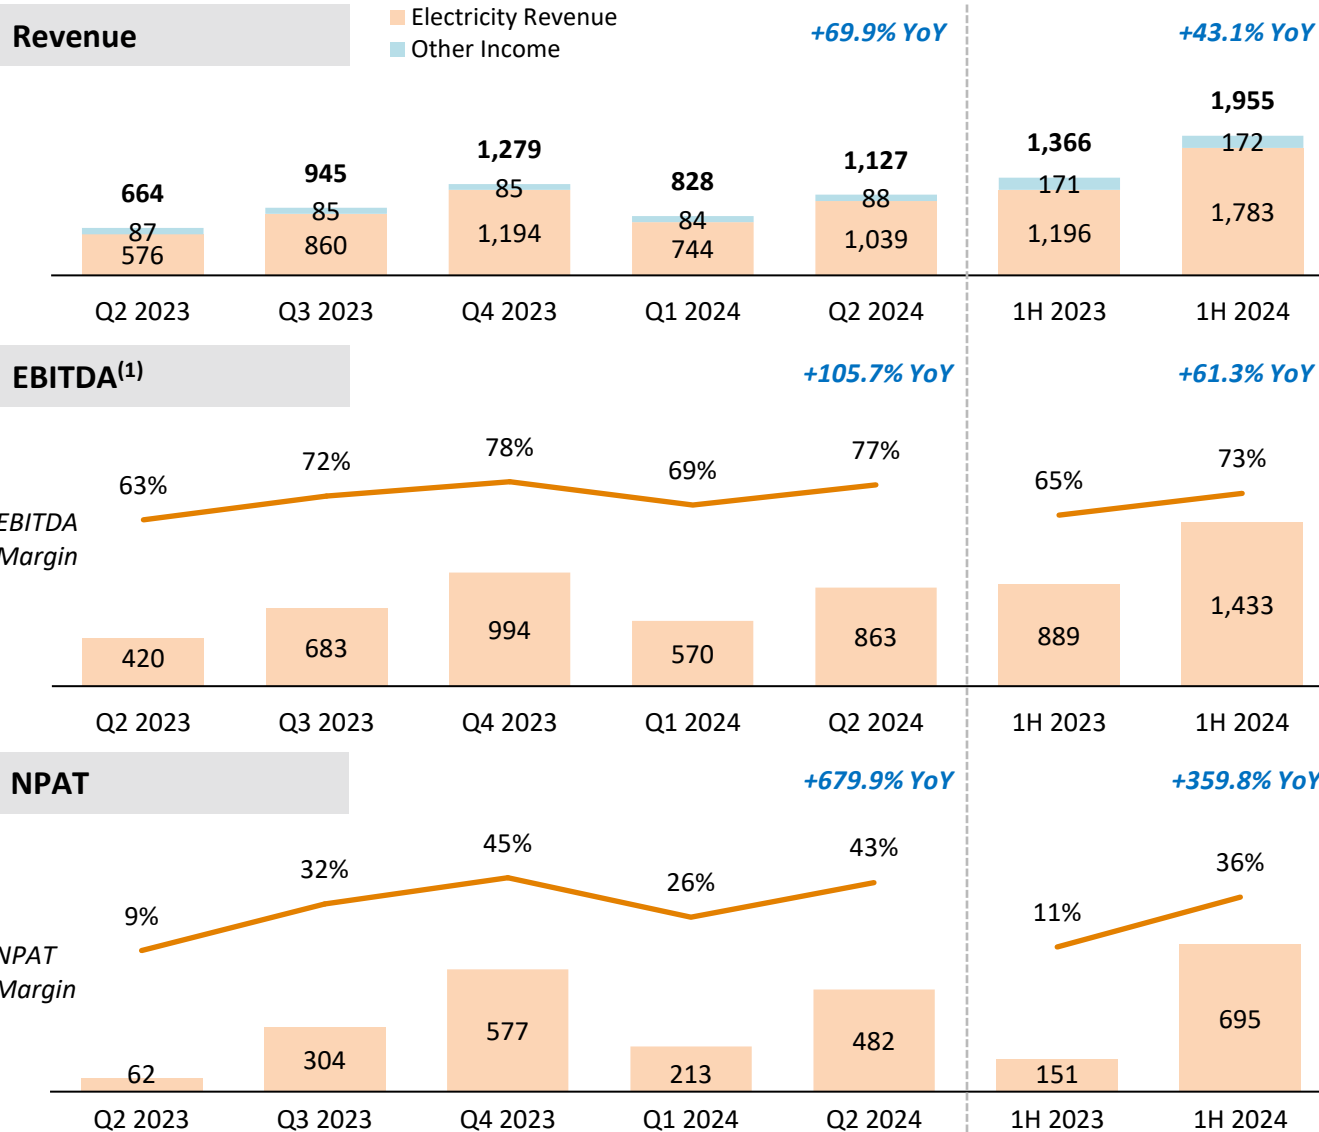 Revenue
Electricity Revenue
Other Income
+69.9% YoY
+43.1% YoY
664
945
1,279
828
1,127
1,366
1,955
87
85
85
84
88
171
172
576
860
1,194
744
1,039
1,196
1,783
Q2 2023
Q3 2023
Q4 2023
Q1 2024
Q2 2024
1H 2023
1H 2024
EBITDA(1)
+105.7% YoY
+61.3% YoY
63%
72%
78%
69%
77%
65%
73%
EBITDA
Margin
420
683
994
570
863
889
1,433
Q2 2023
Q3 2023
Q4 2023
Q1 2024
Q2 2024
1H 2023
1H 2024
NPAT
+679.9% YoY
+359.8% YoY
9%
32%
45%
26%
43%
11%
36%
NPAT
Margin
62
304
577
213
482
151
695
Q2 2023
Q3 2023
Q4 2023
Q1 2024
Q2 2024
1H 2023
1H 2024